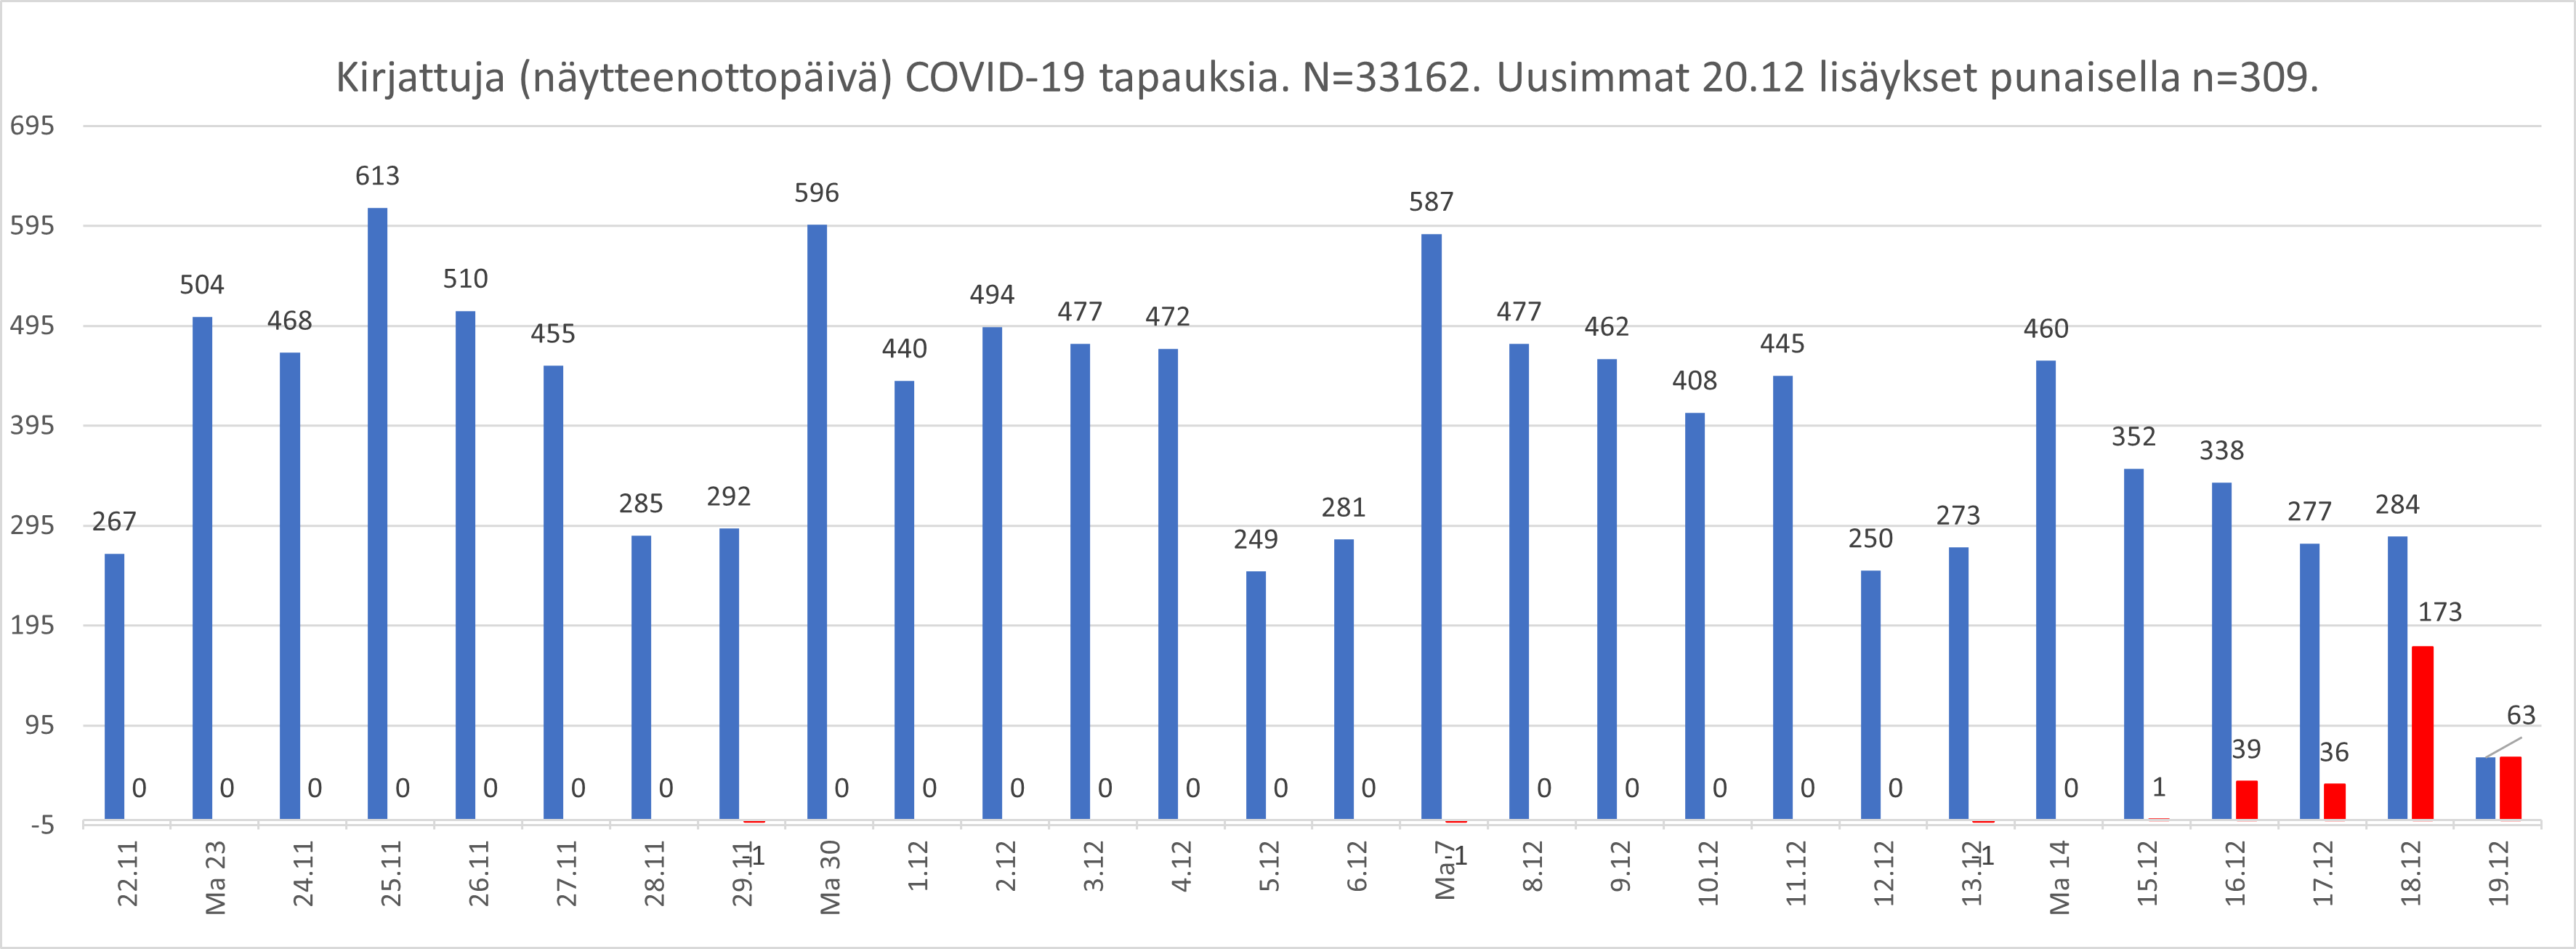 Kirjattuja (näytteenottopäivä) COVID-19 tapauksia. N=33162. Uusimmat 20.12 lisäykset punaisella n=309.
695
595
495
395
295
195
95
-5
267 504 468 613 510 455 285 292 596 440 494 477 472 249 281 587 477 462 408 445 250 273 460 352 338 277 284
0 0 0 0 0 0 0 -1 0 0 0 0 0 0 0 -1 0 0 0 0 0 -1 0 1 39 36 173 63
22.11 Ma 23 24.11 25.11 26.11 27.11 28.11 29.11 Ma 30 1.12 2.12 3.12 4.12 5.12 6.12 Ma 7 8.12 9.12 10.12 11.12 12.12 13.12 Ma 14 15.12 16.12 17.12 18.12 19.12